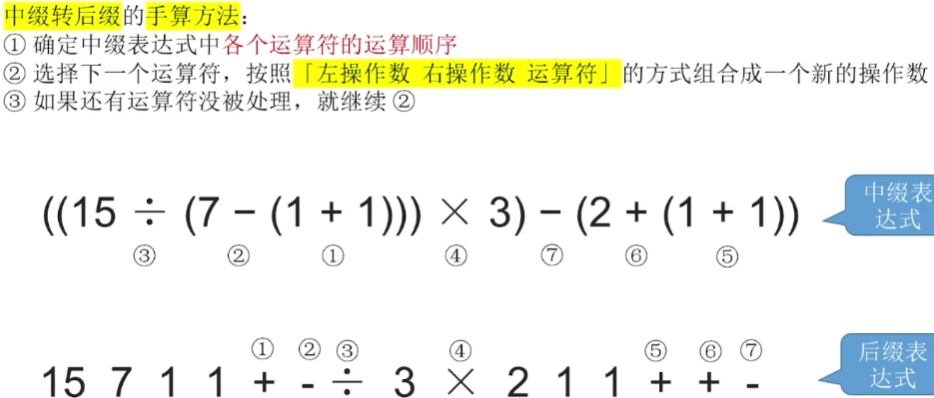 中缀转后缀的手算方法：
① 确定中缀表达式中各个运算符的运算顺序
② 选择下一个运算符，按照「左操作数 右操作数 运算符」的方式组合成一个新的操作数
③ 如果还有运算符没被处理，就继续 ②
((15 ÷ (7 − (1 + 1))) × 3) − (2 + (1 + 1))
③ ② ① ④ ⑦ ⑥ ⑤
中缀表
达式
① ② ③ ④ ⑤ ⑥ ⑦
15 7 1 1 + - ÷ 3 × 2 1 1 + + -
后缀表
达式